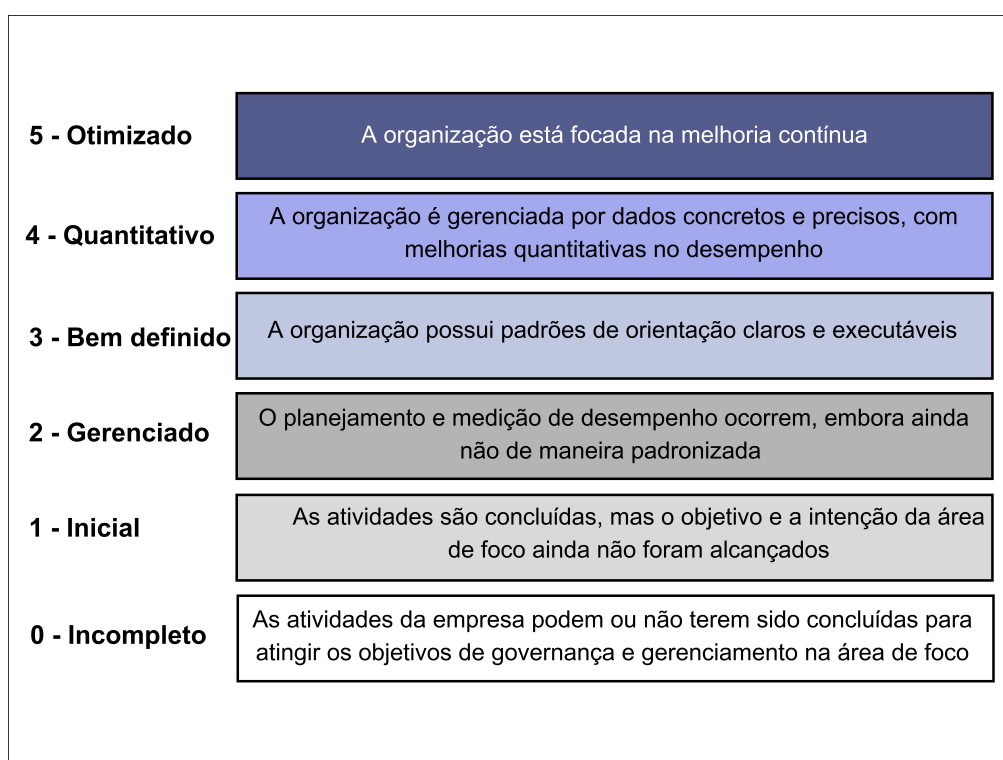 5 - Otimizado
A organização está focada na melhoria contínua
4 - Quantitativo
A organização é gerenciada por dados concretos e precisos, com
melhorias quantitativas no desempenho
3 - Bem definido
A organização possui padrões de orientação claros e executáveis
2 - Gerenciado
O planejamento e medição de desempenho ocorrem, embora ainda
não de maneira padronizada
1 - Inicial
As atividades são concluídas, mas o objetivo e a intenção da área
de foco ainda não foram alcançados
0 - Incompleto
As atividades da empresa podem ou não terem sido concluídas para
atingir os objetivos de governança e gerenciamento na área de foco